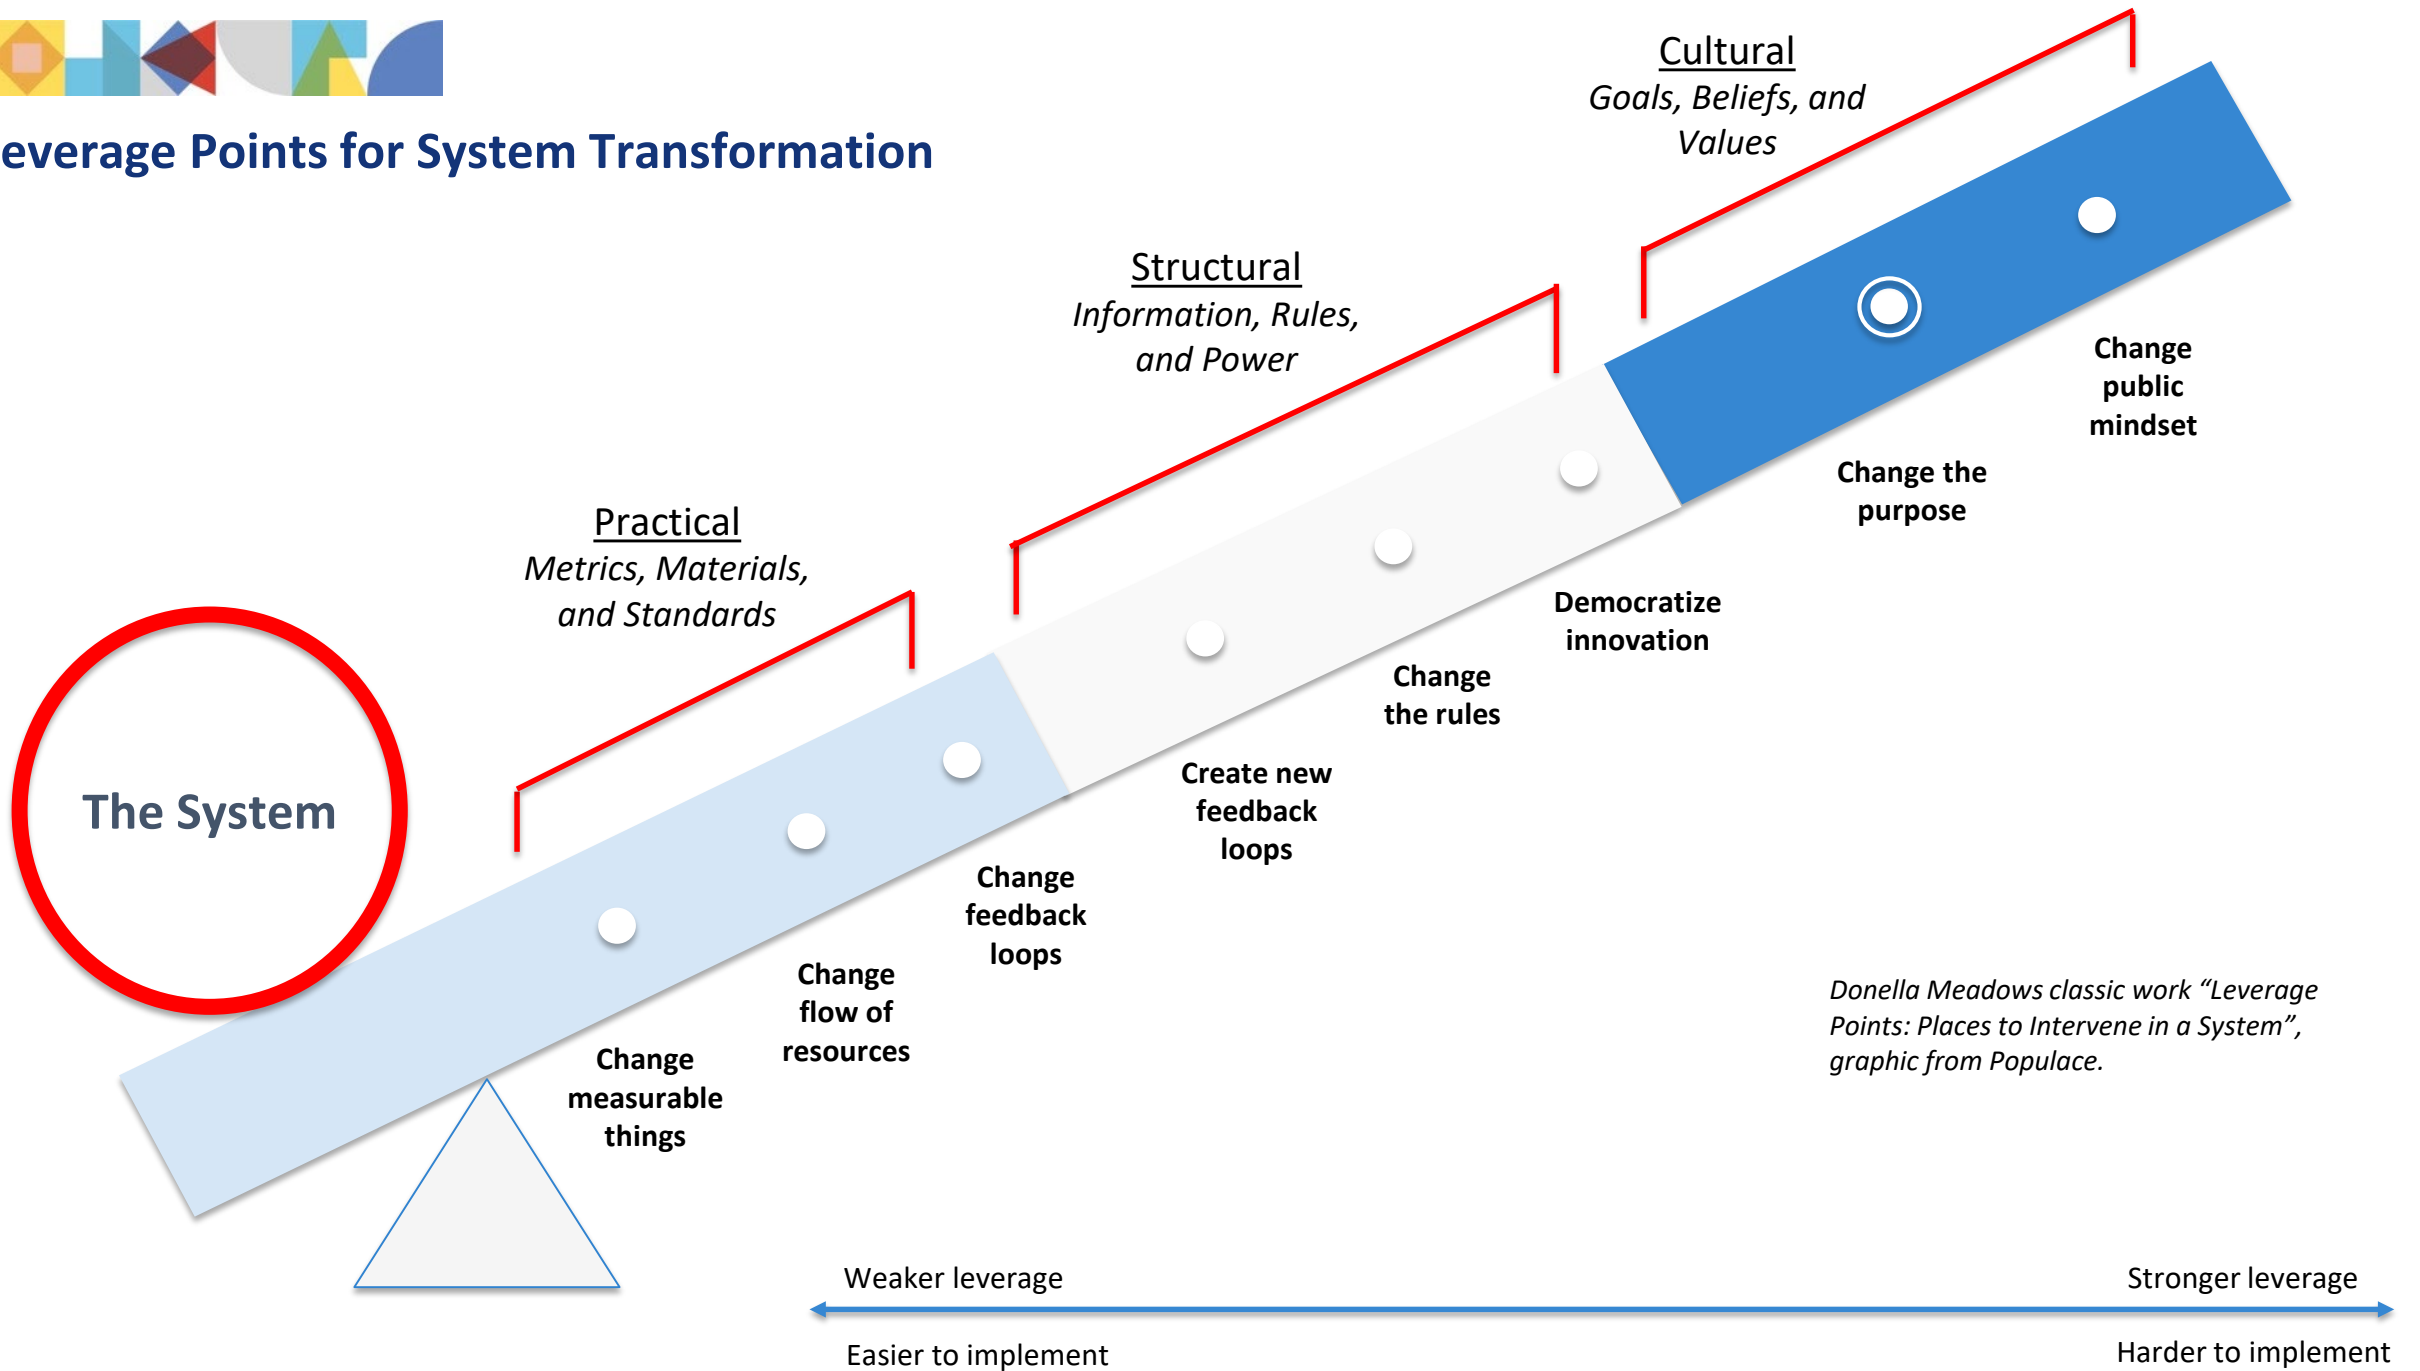 everage Points for System Transformation
Cultural
Goals, Beliefs, and
Values
Structural
Information, Rules,
and Power
Practical
Metrics, Materials,
and Standards
The System
Change
measurable
things
Change
flow of
resources
Change
feedback
loops
Create new
feedback
loops
Change
the rules
Democratize
innovation
Change the
purpose
Change
public
mindset
Donella Meadows classic work “Leverage
Points: Places to Intervene in a System”,
graphic from Populace.
Weaker leverage
Stronger leverage
Easier to implement
Harder to implement